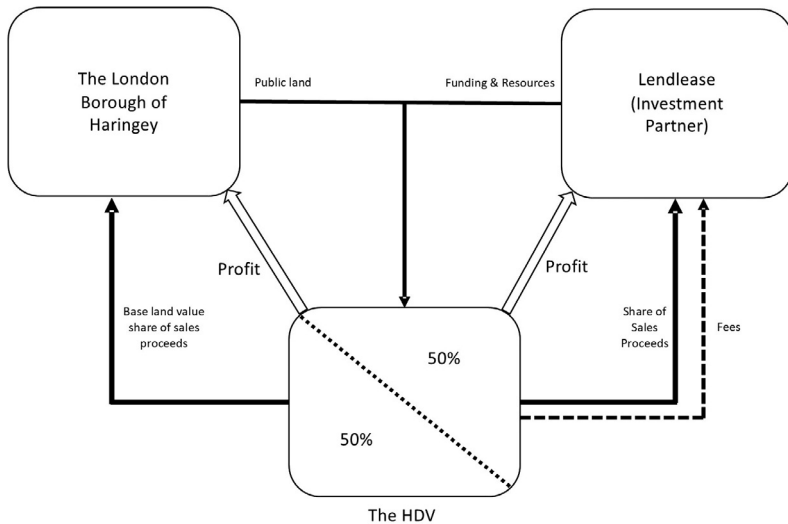 The London
Borough of
Haringey
Public land
Funding & Resources
Lendlease
(Investment
Partner)
Profit
Profit
Base land value
share of sales
proceeds
Share of
Sales
Proceeds
Fees
50%
50%
The HDV